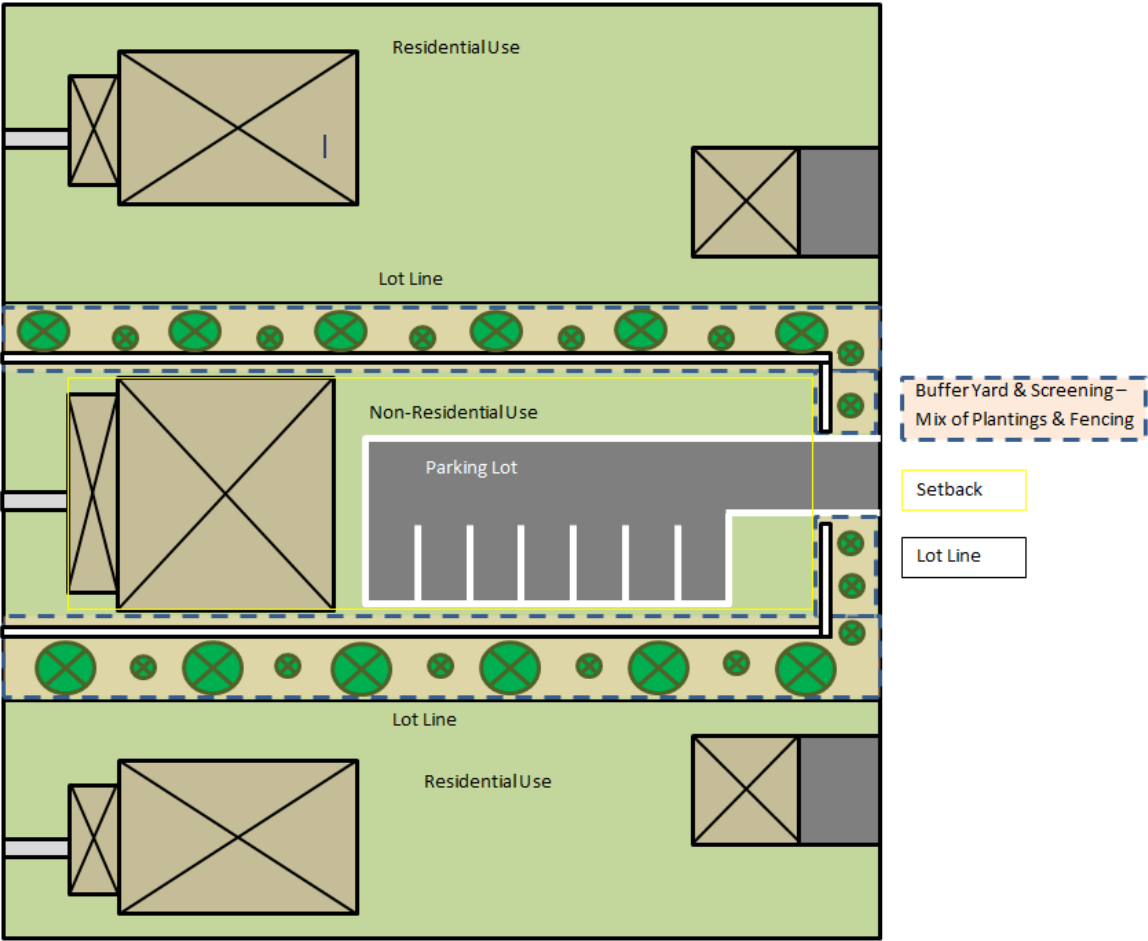 Residential Use
Lot Line
Non-Residential Use
Parking Lot
Buffer Yard & Screening –
Mix of Plantings & Fencing
Setback
Lot Line
Lot Line
Residential Use